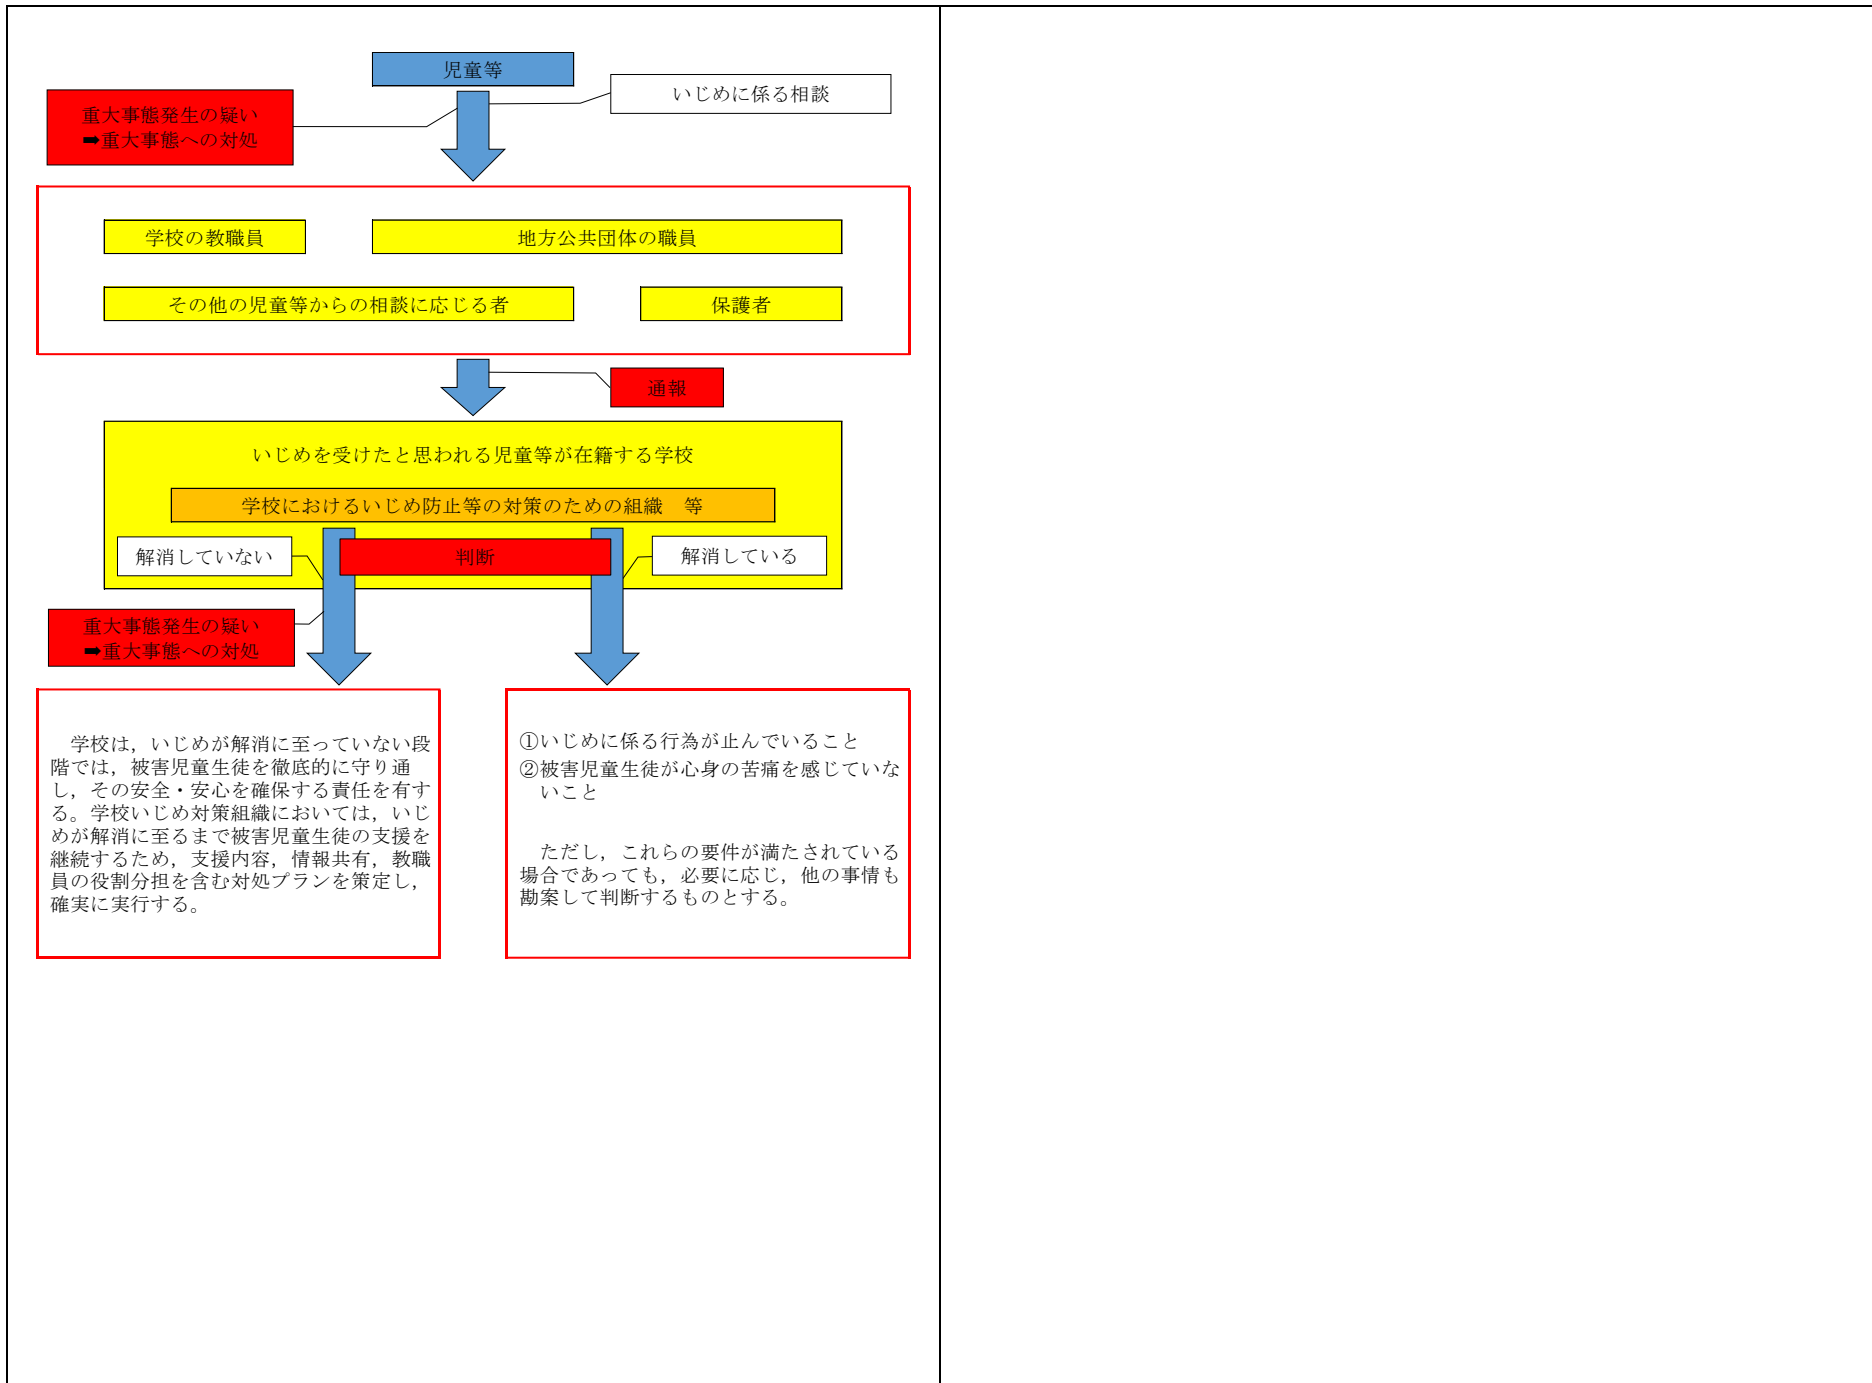 児童等
いじめに係る相談
重大事態発生の疑い
➡重大事態への対処
学校の教職員
地方公共団体の職員
その他の児童等からの相談に応じる者
保護者
通報
いじめを受けたと思われる児童等が在籍する学校
学校におけるいじめ防止等の対策のための組織　等
解消していない
判断
解消している
重大事態発生の疑い
➡重大事態への対処
　学校は，いじめが解消に至っていない段
階では，被害児童生徒を徹底的に守り通
し，その安全・安心を確保する責任を有す
る。学校いじめ対策組織においては，いじ
めが解消に至るまで被害児童生徒の支援を
継続するため，支援内容，情報共有，教職
員の役割分担を含む対処プランを策定し，
確実に実行する。
①いじめに係る行為が止んでいること
②被害児童生徒が心身の苦痛を感じていな
いこと
　ただし，これらの要件が満たされている
場合であっても，必要に応じ，他の事情も
勘案して判断するものとする。